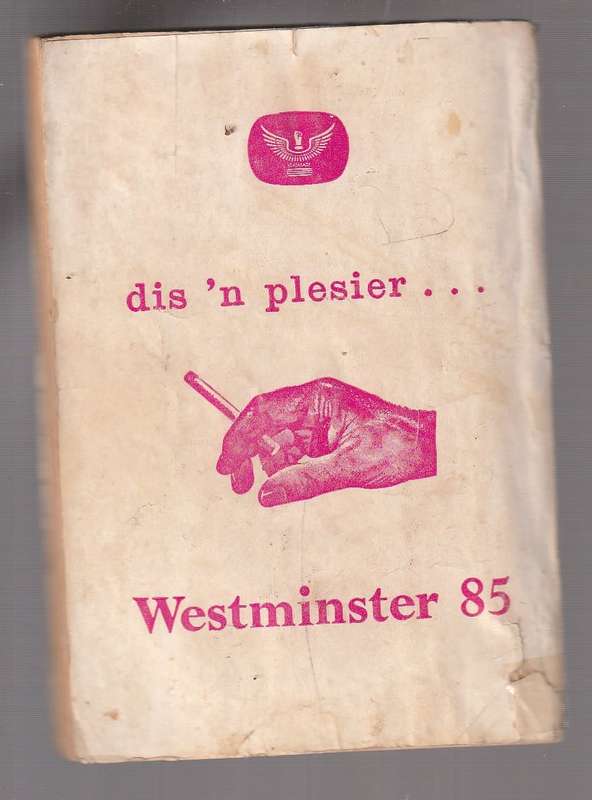 dis 'n plesier . . .
Westminster 85